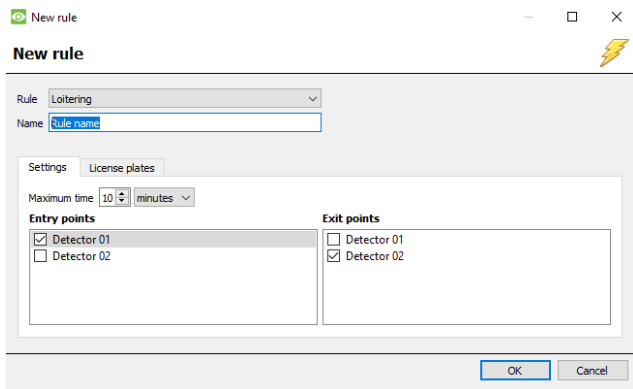 New rule
New rule
Rule Loitering
Name Rule name
Settings License plates
Maximum time 10 minutes
Entry points Exit points
Detector 01 Detector 01
Detector 02 Detector 02
OK Cancel